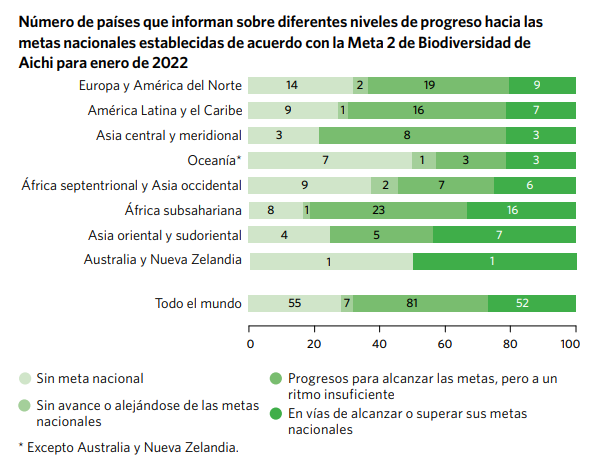 Número de países que informan sobre diferentes niveles de progreso hacia las
metas nacionales establecidas de acuerdo con la Meta 2 de Biodiversidad de
Aichi para enero de 2022
Europa y América del Norte 14 2 19 9
América Latina y el Caribe 9 1 16 7
Asia central y meridional 3 8 3
Oceanía* 7 1 3 3
África septentrional y Asia occidental 9 2 7 6
África subsahariana 8 1 23 16
Asia oriental y sudoriental 4 5 7
Australia y Nueva Zelandia 1 1
Todo el mundo 55 7 81 52
0 20 40 60 80 100
Sin meta nacional
Sin avance o alejándose de las metas
nacionales
Progresos para alcanzar las metas, pero a un
ritmo insuficiente
En vías de alcanzar o superar sus metas
nacionales
* Excepto Australia y Nueva Zelandia.